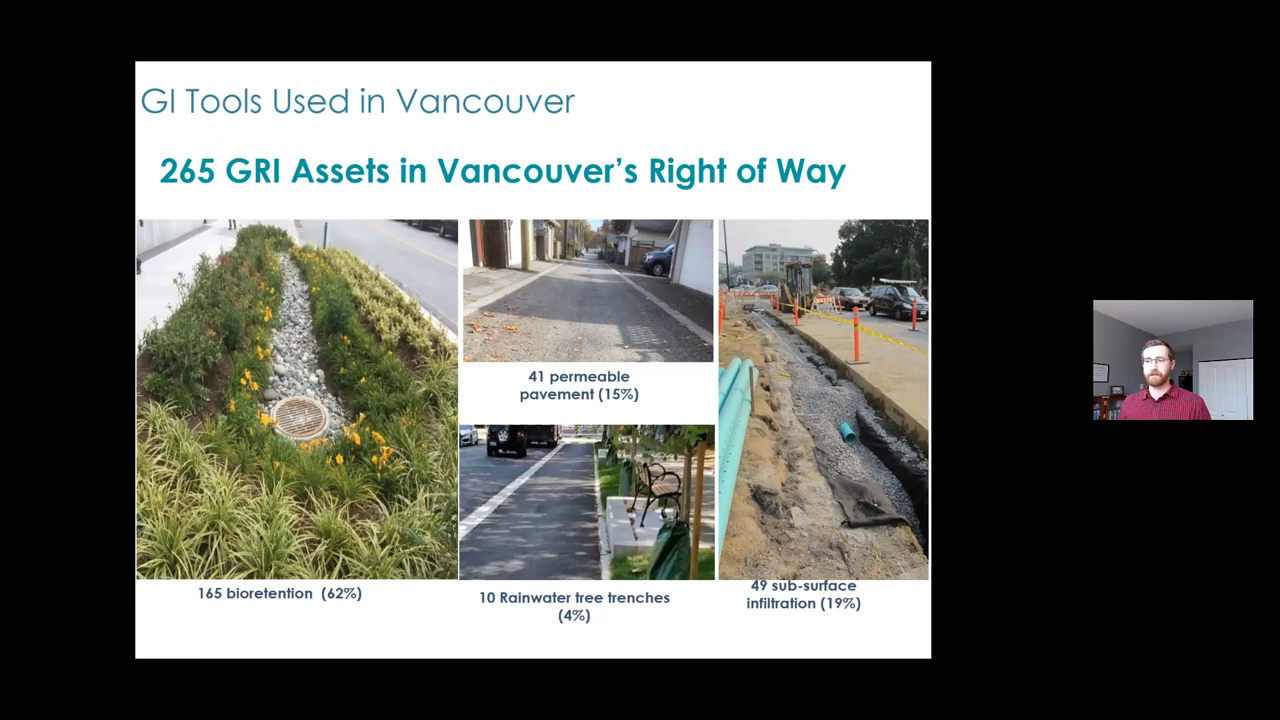 GI Tools Used in Vancouver
265 GRI Assets in Vancouver's Right of Way
41 permeable
pavement (15%)
165 bioretention (62%)
10 Rainwater tree trenches
(4%)
49 sub-surface
infiltration (19%)